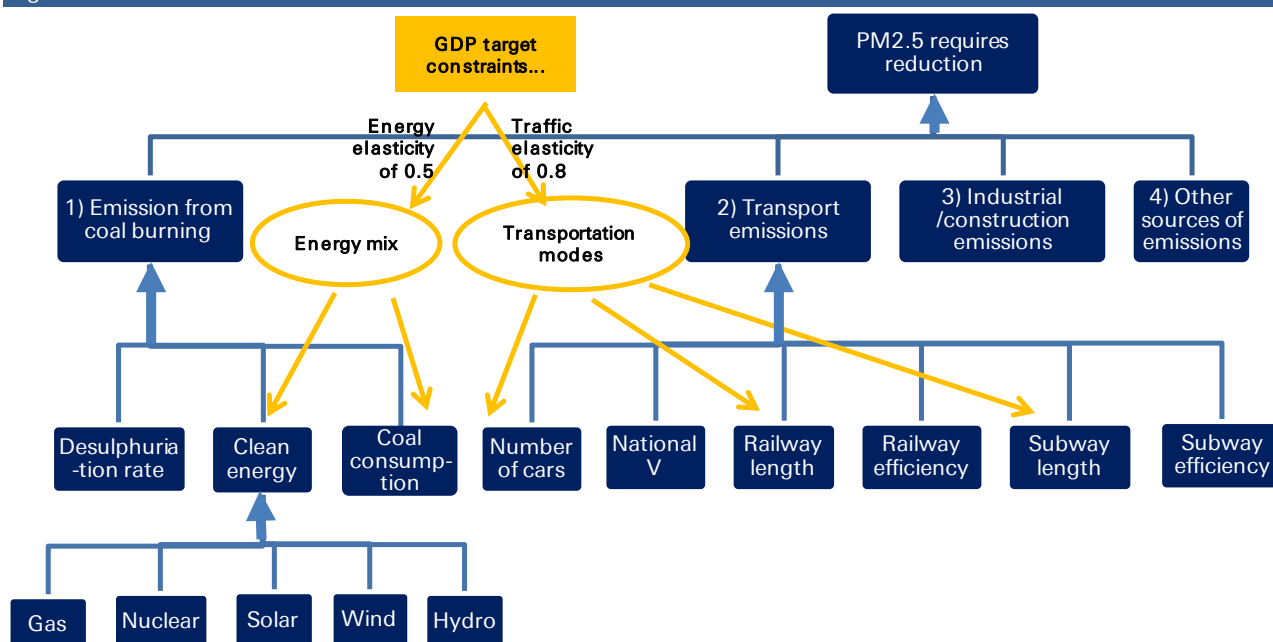 GDP target
constraints...
PM2.5 requires
reduction
Energy
elasticity
of 0.5
Traffic
elasticity
of 0.8
1) Emission from
coal burning
Energy mix
Transportation
modes
2) Transport
emissions
3) Industrial
/construction
emissions
4) Other
sources of
emissions
Desulphuria
-tion rate
Clean
energy
Coal
consump-
tion
Number
of cars
National
V
Railway
length
Railway
efficiency
Subway
length
Subway
efficiency
Gas
Nuclear
Solar
Wind
Hydro